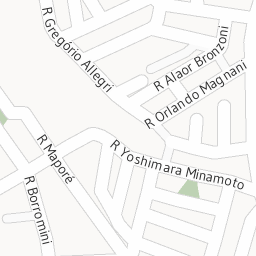 R Gregório Allegri
R Alaor Bronzoni
R Orlando Magnani
R Maporé
R Yoshimara Minamoto
R Borromini